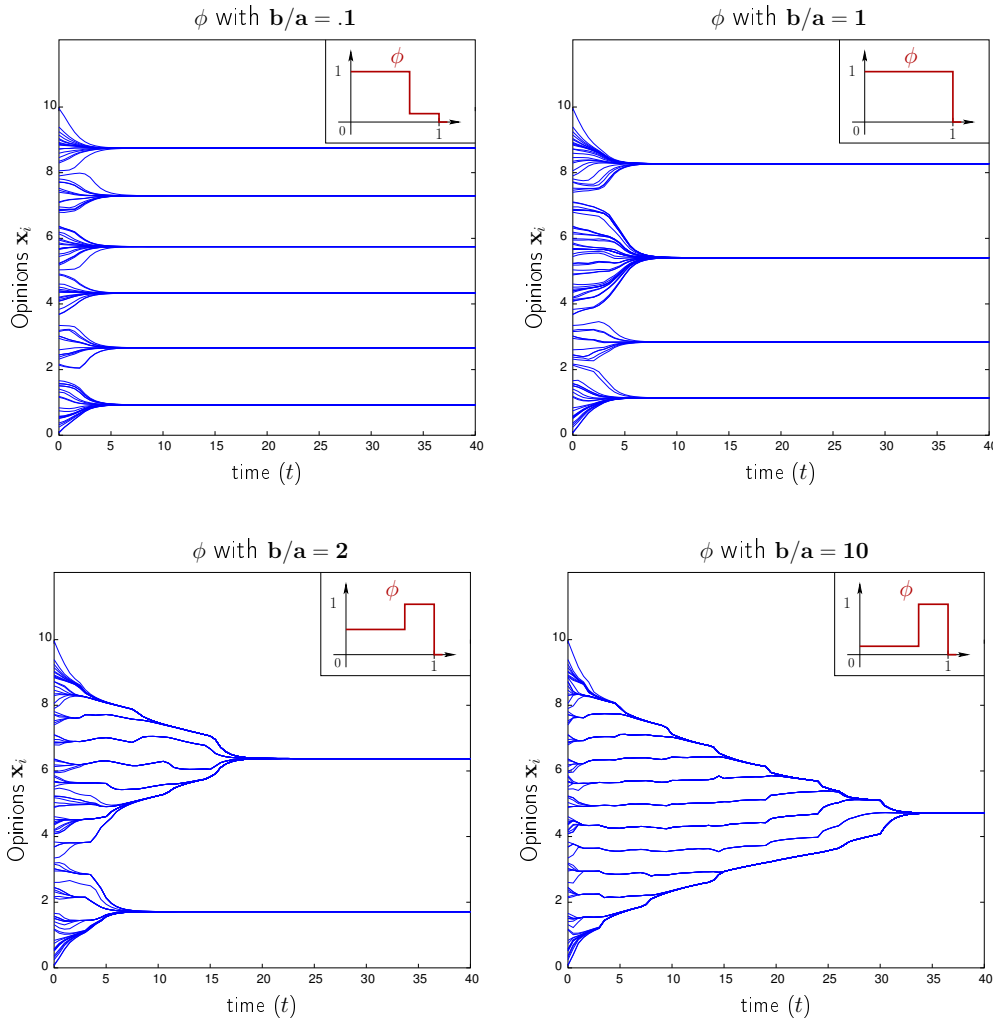 ϕ with b/a = .1
ϕ
1
0
1
10
8
6
4
2
0
Opinions xᵢ
0 5 10 15 20 25 30 35 40
time (t)
ϕ with b/a = 1
ϕ
1
0
1
10
8
6
4
2
0
Opinions xᵢ
0 5 10 15 20 25 30 35 40
time (t)
ϕ with b/a = 2
ϕ
1
0
1
10
8
6
4
2
0
Opinions xᵢ
0 5 10 15 20 25 30 35 40
time (t)
ϕ with b/a = 10
ϕ
1
0
1
10
8
6
4
2
0
Opinions xᵢ
0 5 10 15 20 25 30 35 40
time (t)